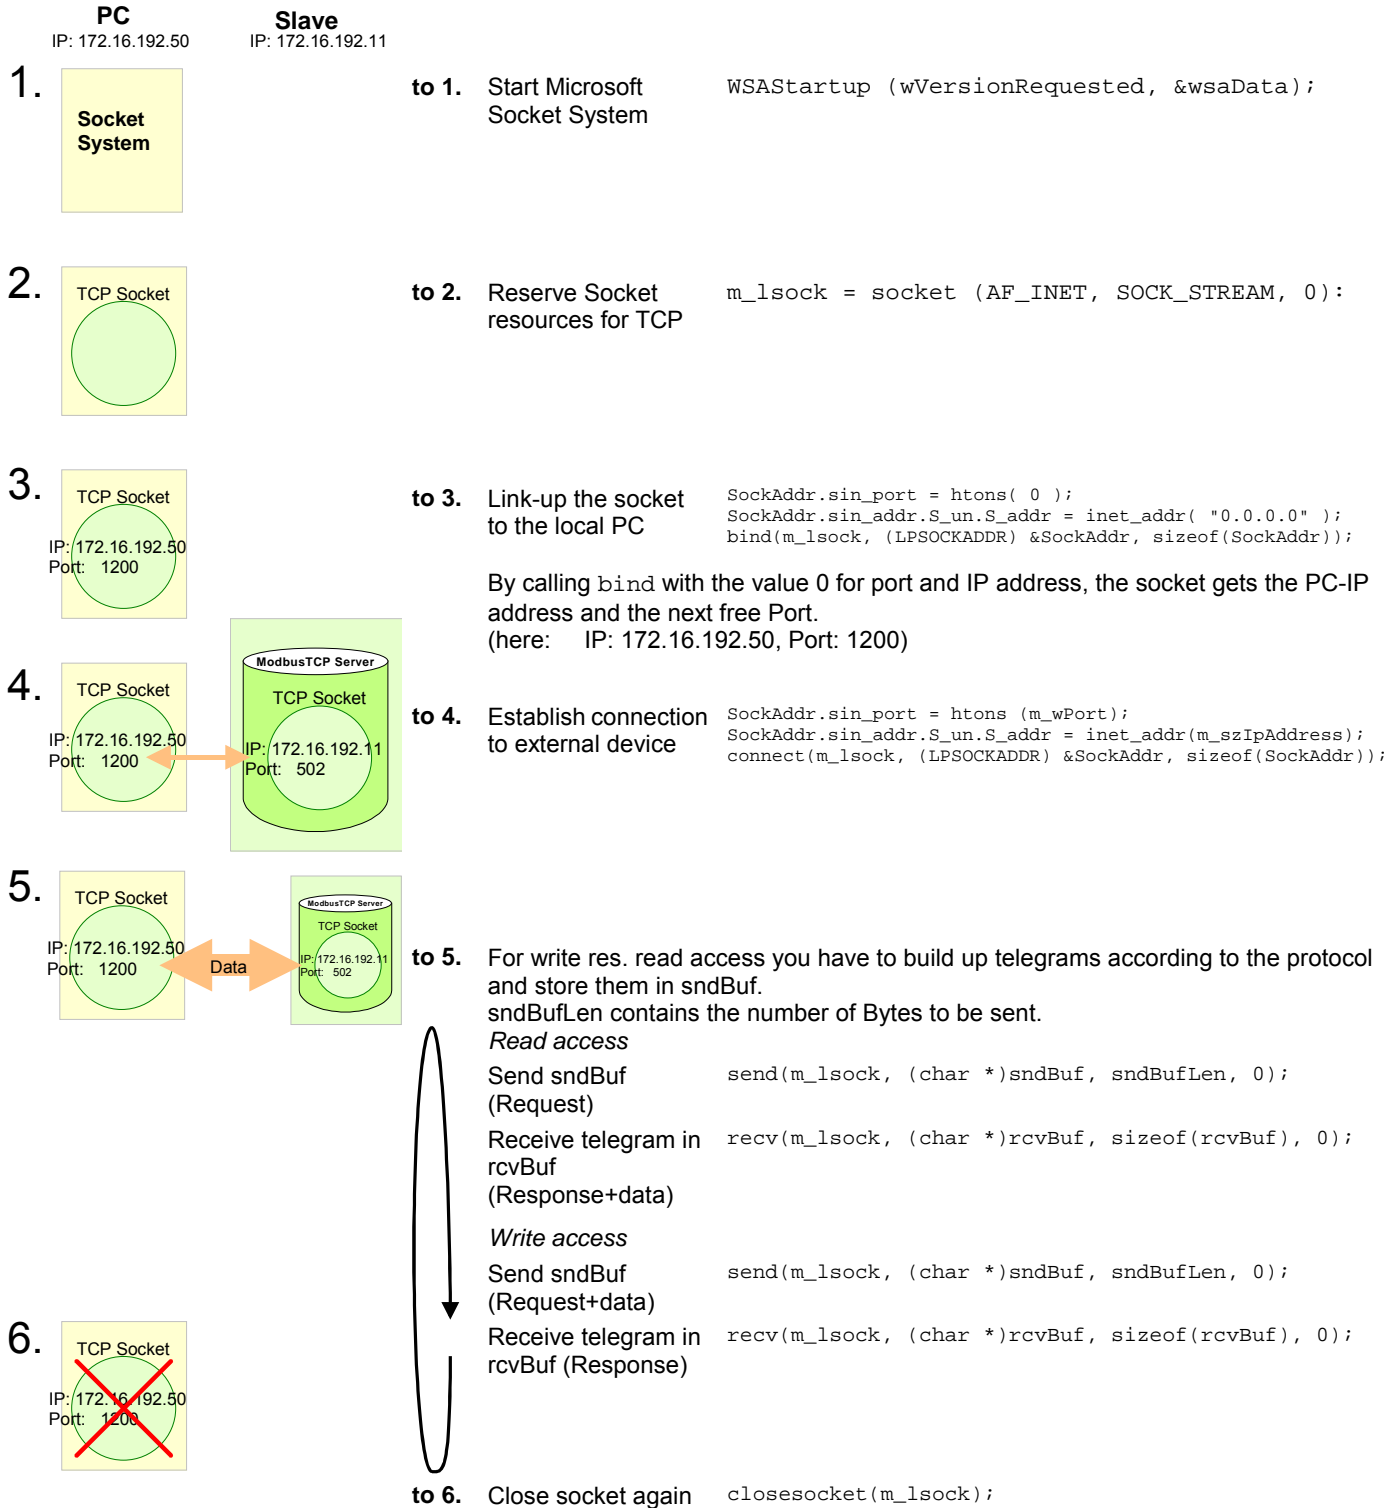 PC
IP: 172.16.192.50
Slave
IP: 172.16.192.11
1.
Socket
System
to 1.
Start Microsoft
Socket System
WSAStartup (wVersionRequested, &wsaData);
2.
TCP Socket
to 2.
Reserve Socket
resources for TCP
m_lsock = socket (AF_INET, SOCK_STREAM, 0):
3.
TCP Socket
IP: 172.16.192.50
Port: 1200
to 3.
Link-up the socket
to the local PC
SockAddr.sin_port = htons( 0 );
SockAddr.sin_addr.S_un.S_addr = inet_addr( "0.0.0.0" );
bind(m_lsock, (LPSOCKADDR) &SockAddr, sizeof(SockAddr));
By calling bind with the value 0 for port and IP address, the socket gets the PC-IP
address and the next free Port.
(here: IP: 172.16.192.50, Port: 1200)
4.
TCP Socket
IP: 172.16.192.50
Port: 1200
ModbusTCP Server
TCP Socket
IP: 172.16.192.11
Port: 502
to 4.
Establish connection
to external device
SockAddr.sin_port = htons (m_wPort);
SockAddr.sin_addr.S_un.S_addr = inet_addr(m_szIpAddress);
connect(m_lsock, (LPSOCKADDR) &SockAddr, sizeof(SockAddr));
5.
TCP Socket
IP: 172.16.192.50
Port: 1200
Data
ModbusTCP Server
TCP Socket
IP: 172.16.192.11
Port: 502
to 5.
For write res. read access you have to build up telegrams according to the protocol
and store them in sndBuf.
sndBufLen contains the number of Bytes to be sent.
Read access
Send sndBuf
(Request)
send(m_lsock, (char *)sndBuf, sndBufLen, 0);
Receive telegram in
rcvBuf
(Response+data)
recv(m_lsock, (char *)rcvBuf, sizeof(rcvBuf), 0);
Write access
Send sndBuf
(Request+data)
send(m_lsock, (char *)sndBuf, sndBufLen, 0);
Receive telegram in
rcvBuf (Response)
recv(m_lsock, (char *)rcvBuf, sizeof(rcvBuf), 0);
6.
TCP Socket
IP: 172.16.192.50
Port: 1200
to 6.
Close socket again
closesocket(m_lsock);